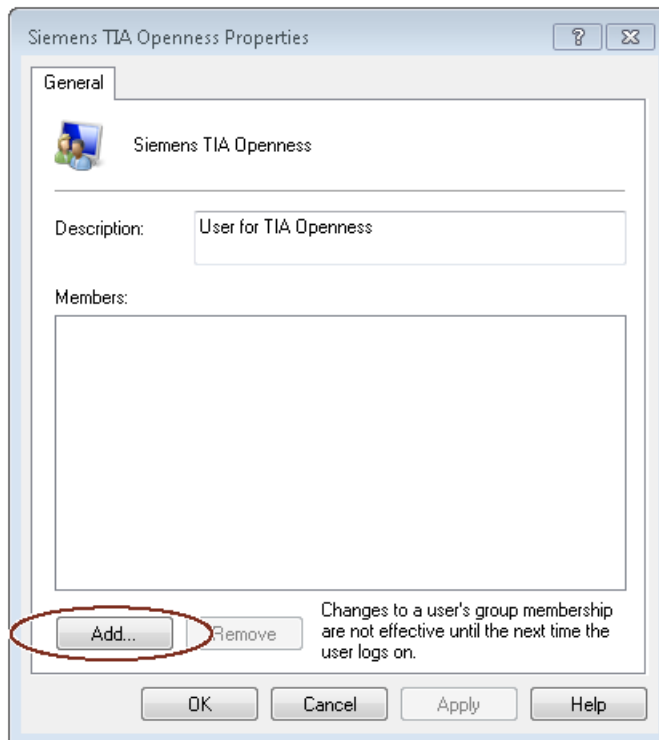 Siemens TIA Openness Properties
General
Siemens TIA Openness
Description:
User for TIA Openness
Members:
Add...
Remove
Changes to a user's group membership
are not effective until the next time the
user logs on.
OK
Cancel
Apply
Help